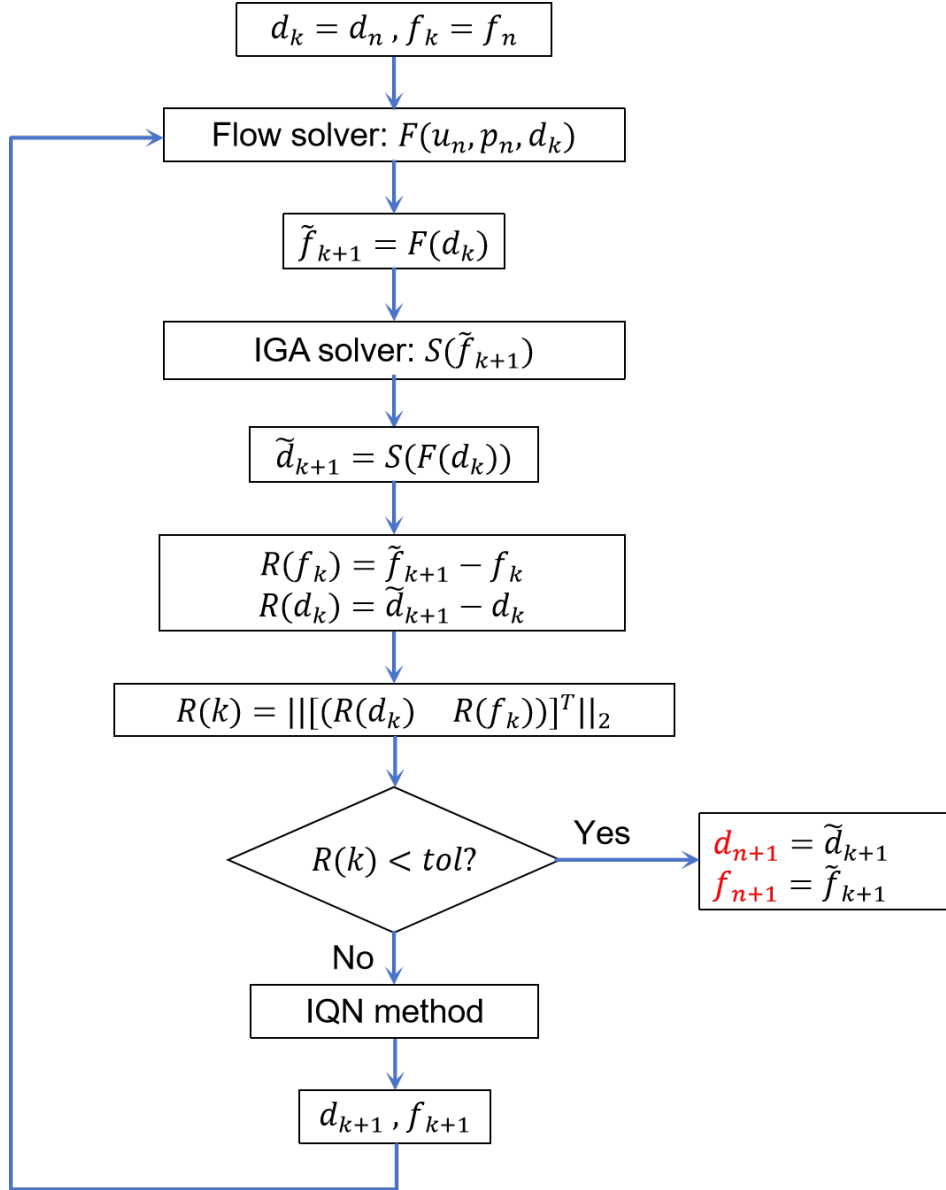 d_k = d_n , f_k = f_n
Flow solver: F(u_n, p_n, d_k)
f̃_{k+1} = F(d_k)
IGA solver: S(f̃_{k+1})
d̃_{k+1} = S(F(d_k))
R(f_k) = f̃_{k+1} − f_k
R(d_k) = d̃_{k+1} − d_k
R(k) = ||[(R(d_k) R(f_k))]^T||_2
R(k) < tol?
Yes
d_{n+1} = d̃_{k+1}
f_{n+1} = f̃_{k+1}
No
IQN method
d_{k+1} , f_{k+1}